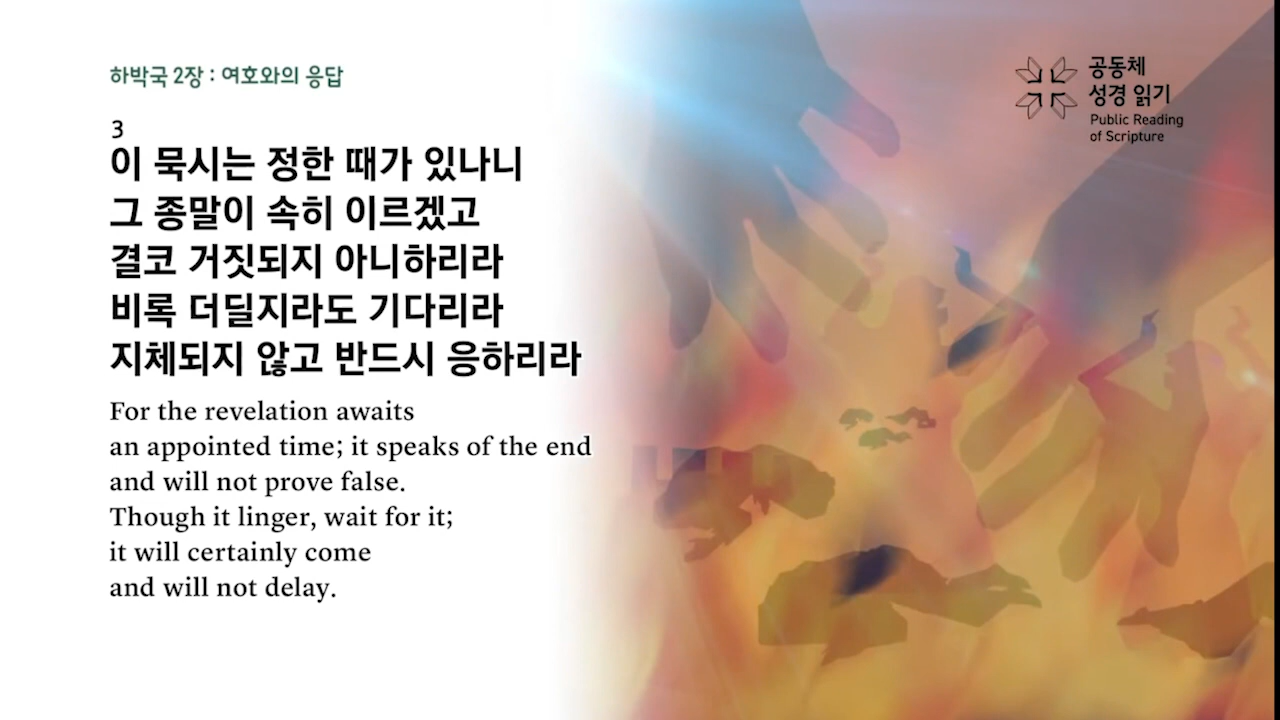 하박국 2장 : 여호와의 응답
공동체
성경 읽기
Public Reading
of Scripture
3
이 묵시는 정한 때가 있나니
그 종말이 속히 이르겠고
결코 거짓되지 아니하리라
비록 더딜지라도 기다리라
지체되지 않고 반드시 응하리라
For the revelation awaits
an appointed time; it speaks of the end
and will not prove false.
Though it linger, wait for it;
it will certainly come
and will not delay.